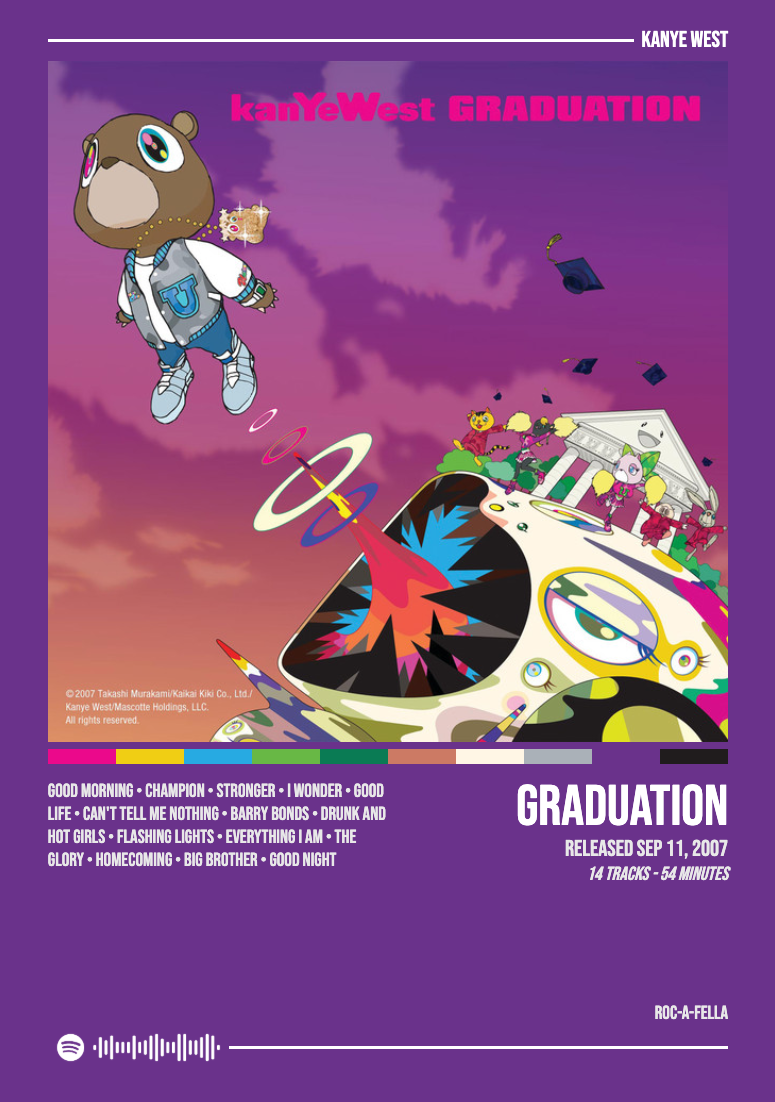 KANYE WEST
kanYeWest GRADUATION
U
© 2007 Takashi Murakami/Kaikai Kiki Co., Ltd./
Kanye West/Mascotte Holdings, LLC.
All rights reserved.
GOOD MORNING • CHAMPION • STRONGER • I WONDER • GOOD
LIFE • CAN'T TELL ME NOTHING • BARRY BONDS • DRUNK AND
HOT GIRLS • FLASHING LIGHTS • EVERYTHING I AM • THE
GLORY • HOMECOMING • BIG BROTHER • GOOD NIGHT
GRADUATION
RELEASED SEP 11, 2007
14 TRACKS - 54 MINUTES
ROC-A-FELLA